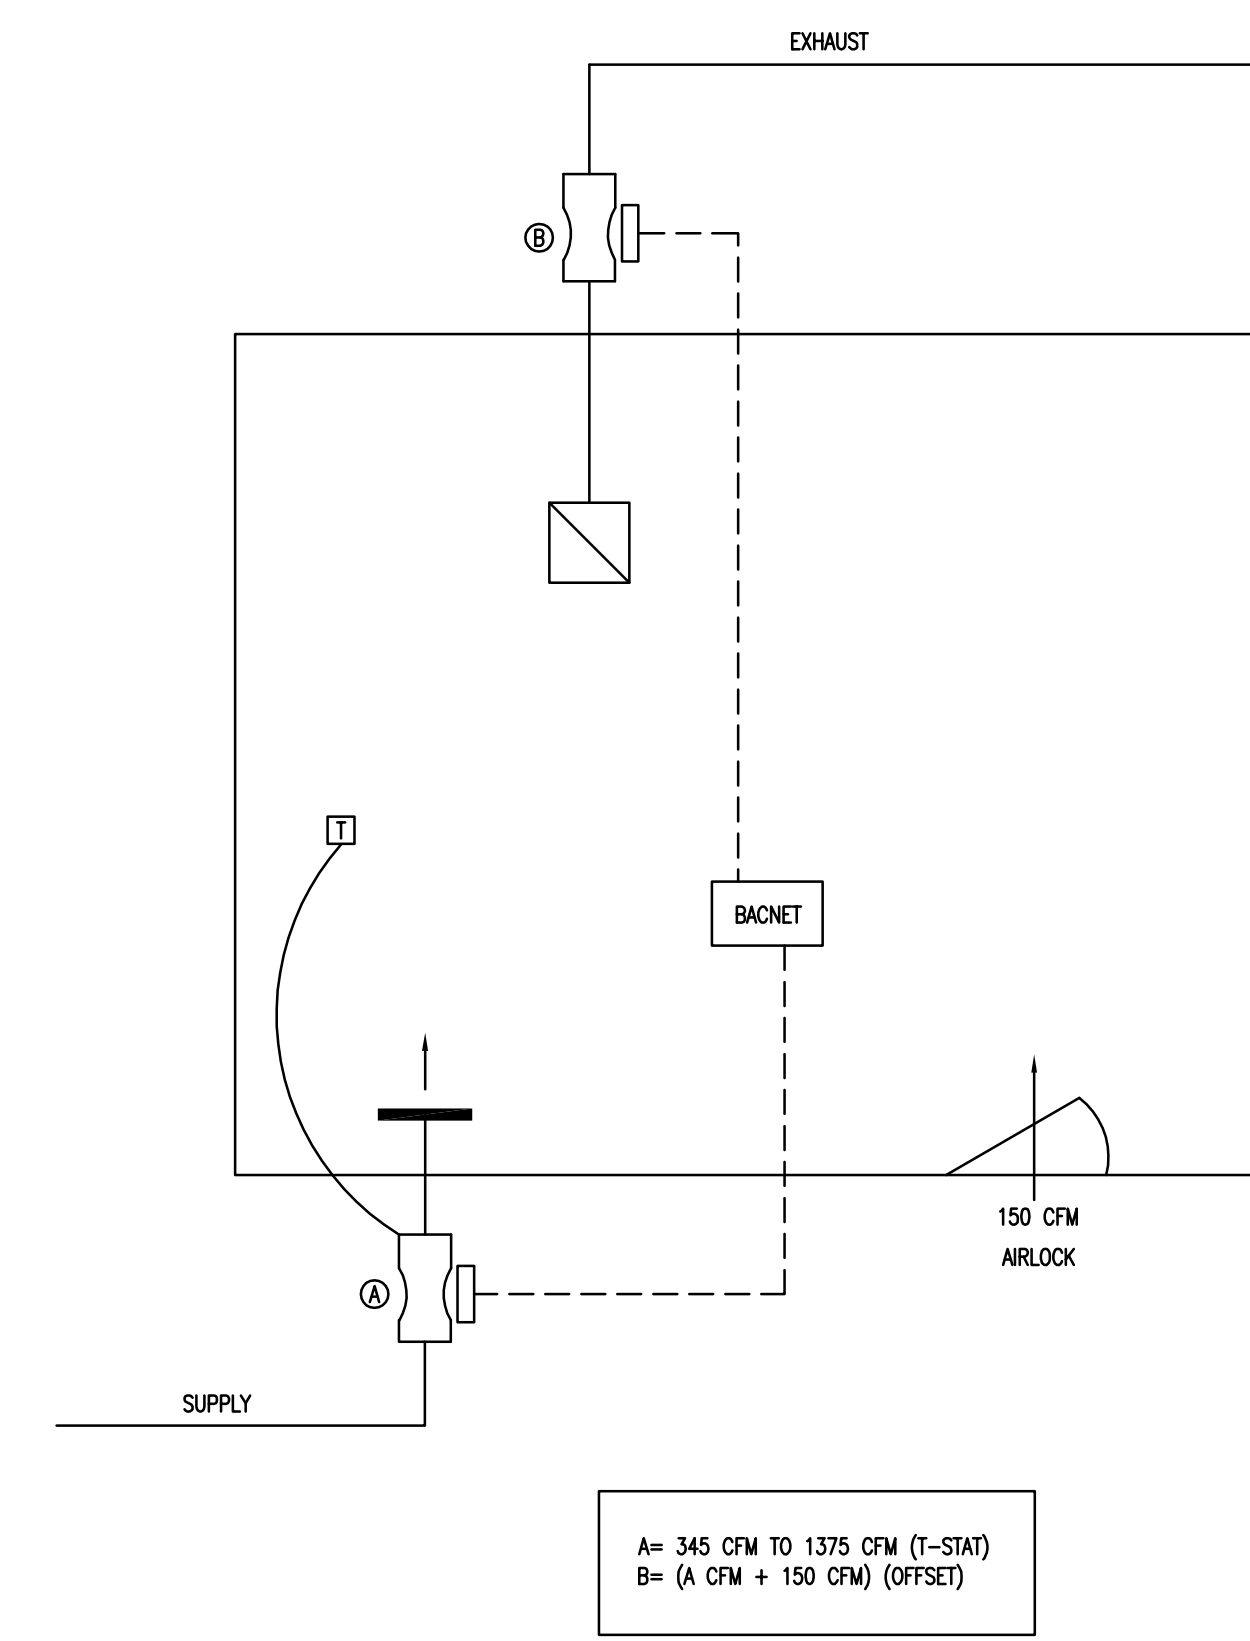 EXHAUST
B
T
BACNET
150 CFM
AIRLOCK
A
SUPPLY
A= 345 CFM TO 1375 CFM (T-STAT)
B= (A CFM + 150 CFM) (OFFSET)